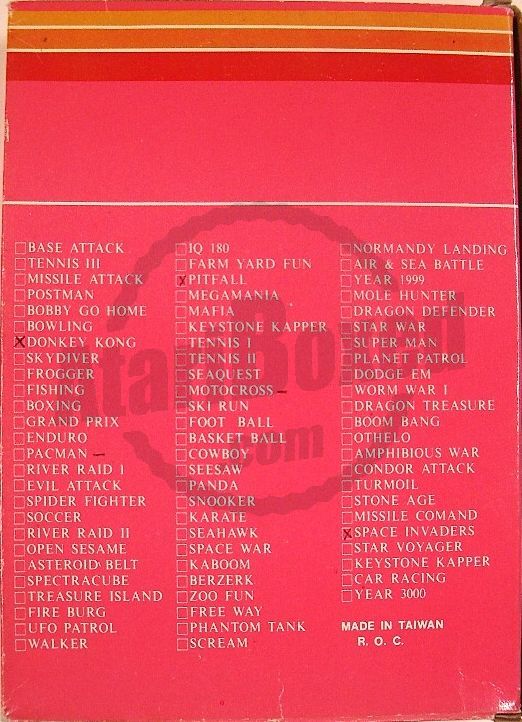 BASE ATTACK
TENNIS III
MISSILE ATTACK
POSTMAN
BOBBY GO HOME
BOWLING
X DONKEY KONG
SKYDIVER
FROGGER
FISHING
BOXING
GRAND PRIX
ENDURO
PACMAN –
RIVER RAID I
EVIL ATTACK
SPIDER FIGHTER
SOCCER
RIVER RAID II
OPEN SESAME
ASTEROID BELT
SPECTRACUBE
TREASURE ISLAND
FIRE BURG
UFO PATROL
WALKER
IQ 180
FARM YARD FUN
X PITFALL
MEGAMANIA
MAFIA
KEYSTONE KAPPER
TENNIS I
TENNIS II
SEAQUEST
MOTOCROSS –
SKI RUN
FOOT BALL
BASKET BALL
COWBOY
SEESAW
PANDA
SNOOKER
KARATE
SEAHAWK
SPACE WAR
KABOOM
BERZERK
ZOO FUN
FREE WAY
PHANTOM TANK
SCREAM
NORMANDY LANDING
AIR & SEA BATTLE
YEAR 1999
MOLE HUNTER
DRAGON DEFENDER
STAR WAR
SUPER MAN
PLANET PATROL
DODGE EM
WORM WAR I
DRAGON TREASURE
BOOM BANG
OTHELO
AMPHIBIOUS WAR
CONDOR ATTACK
TURMOIL
STONE AGE
MISSILE COMAND
X SPACE INVADERS
STAR VOYAGER
KEYSTONE KAPPER
CAR RACING
YEAR 3000
MADE IN TAIWAN
R. O. C.
AtariBoard
.com